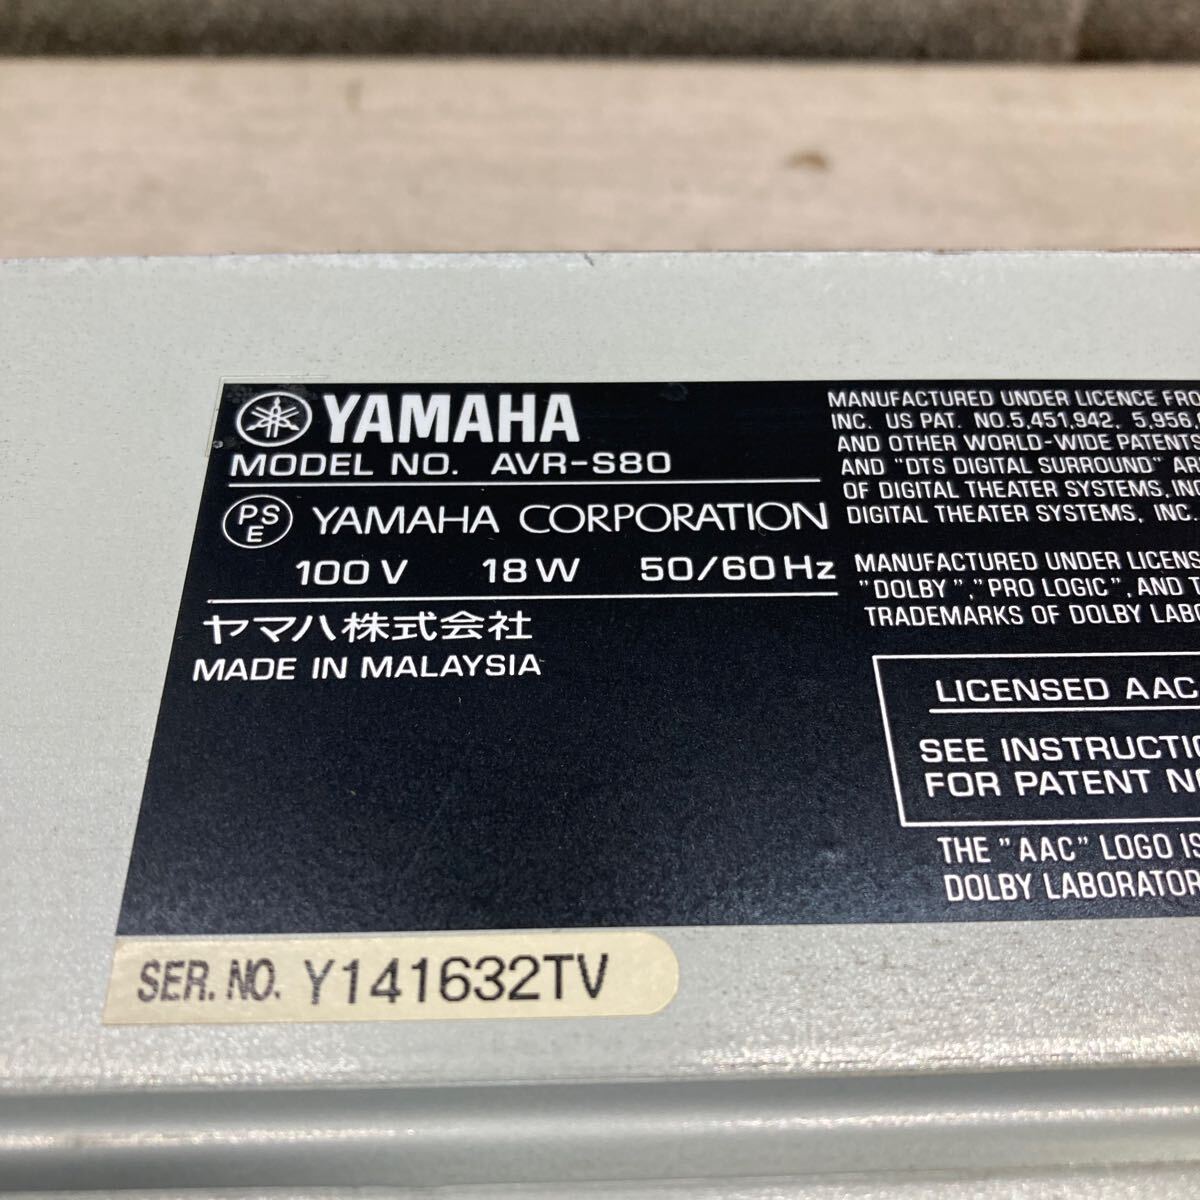 YAMAHA
MODEL NO. AVR-S80
PSE YAMAHA CORPORATION
100 V 18 W 50/60 Hz
ヤマハ株式会社
MADE IN MALAYSIA
MANUFACTURED UNDER LICENCE FRO
INC. US PAT. NO.5,451,942, 5,956,
AND OTHER WORLD-WIDE PATENTS
AND "DTS DIGITAL SURROUND" AR
OF DIGITAL THEATER SYSTEMS, INC
DIGITAL THEATER SYSTEMS, INC.
MANUFACTURED UNDER LICENS
"DOLBY","PRO LOGIC", AND T
TRADEMARKS OF DOLBY LABO
LICENSED AAC
SEE INSTRUCTIO
FOR PATENT N
THE "AAC" LOGO IS
DOLBY LABORATOR
SER. NO. Y141632TV